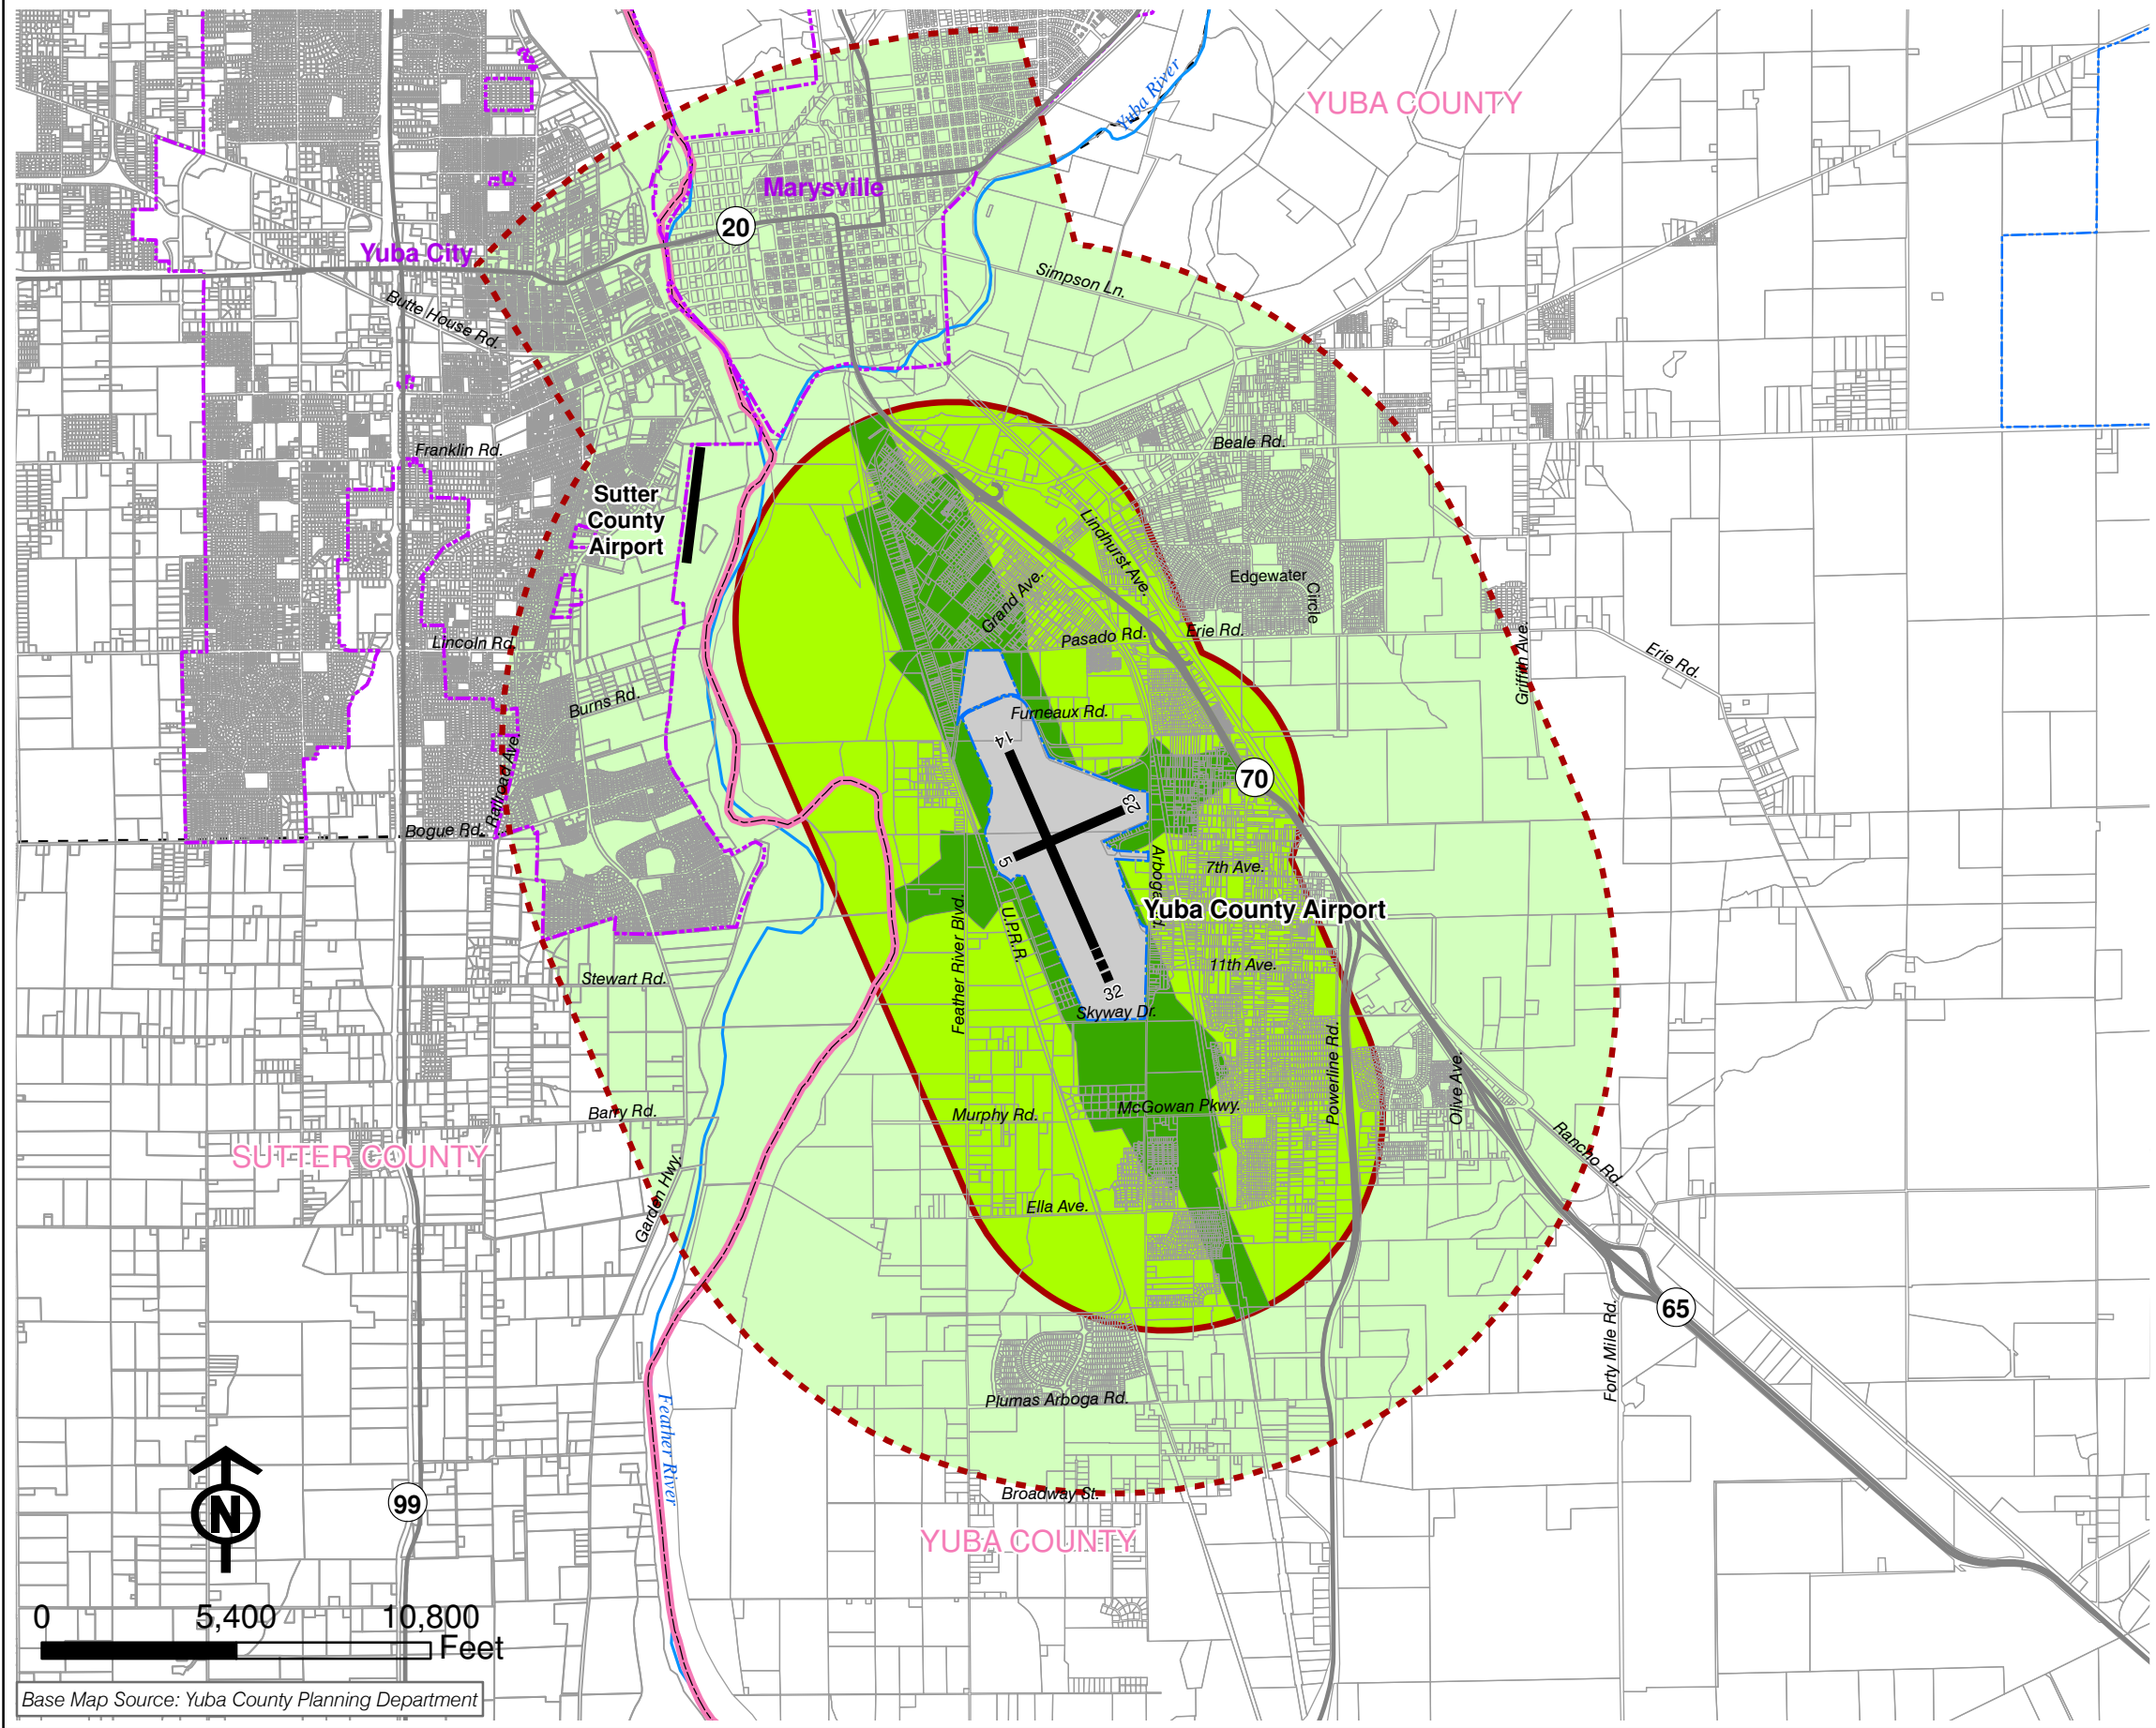 YUBA COUNTY
Yuba River
Marysville
20
Yuba City
Simpson Ln.
Butte House Rd.
Franklin Rd.
Beale Rd.
Sutter
County
Airport
Lindhurst Ave.
Edgewater
Circle
Grand Ave.
Pasado Rd.
Erie Rd.
Lincoln Rd.
Griffith Ave.
Erie Rd.
Burns Rd.
Furneaux Rd.
14
Railroad Ave.
70
23
Bogue Rd.
5
7th Ave.
Arboga Rd.
Yuba County Airport
Feather River Blvd.
U.P.R.R.
11th Ave.
Stewart Rd.
32
Skyway Dr.
Powerline Rd.
Olive Ave.
Barry Rd.
Murphy Rd.
McGowan Pkwy.
Rancho Rd.
SUTTER COUNTY
Garden Hwy.
Ella Ave.
65
Forty Mile Rd.
Plumas Arboga Rd.
Feather River
Broadway St.
99
N
YUBA COUNTY
0 5,400 10,800
Feet
Base Map Source: Yuba County Planning Department